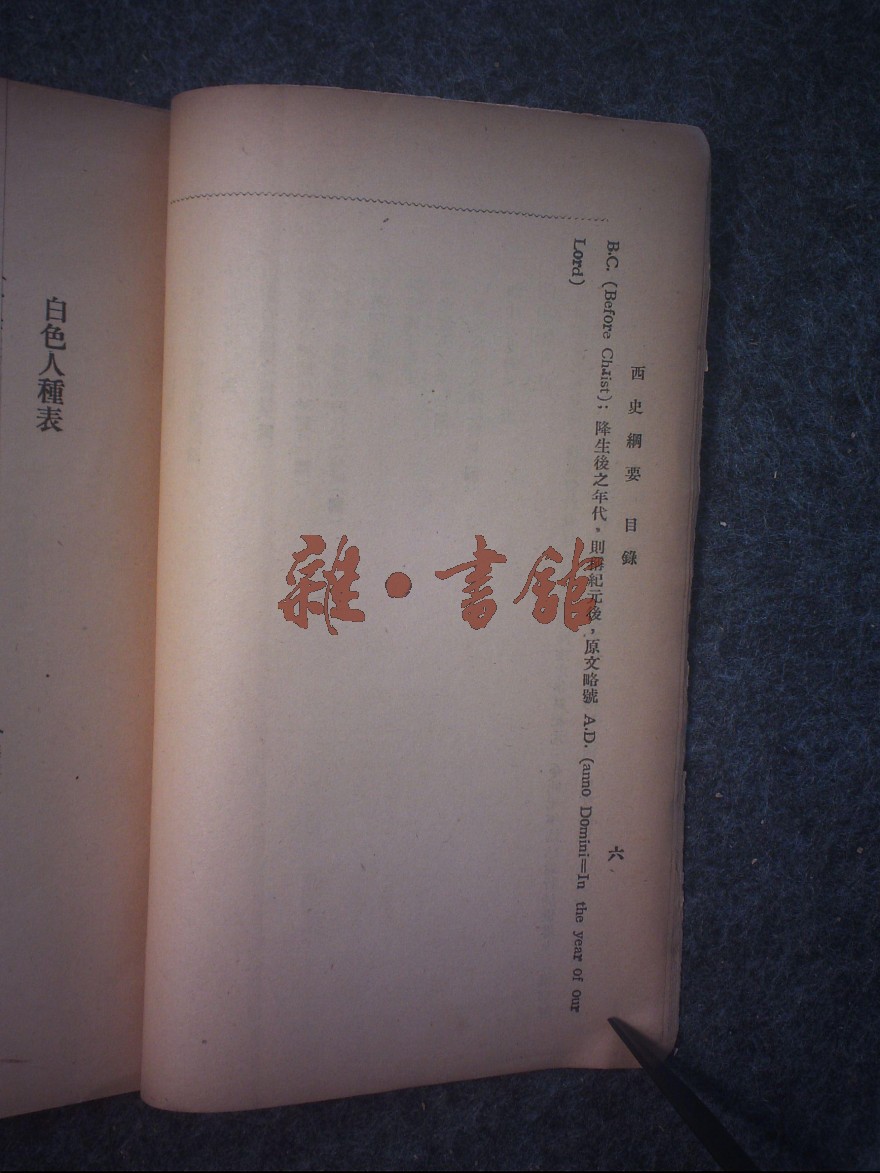 西史綱要 目錄
六
B.C. (Before Christ)；降生後之年代，則稱紀元後，原文略號 A.D. (anno Domini=In the year of our
Lord)
白色人種表
雜·書館